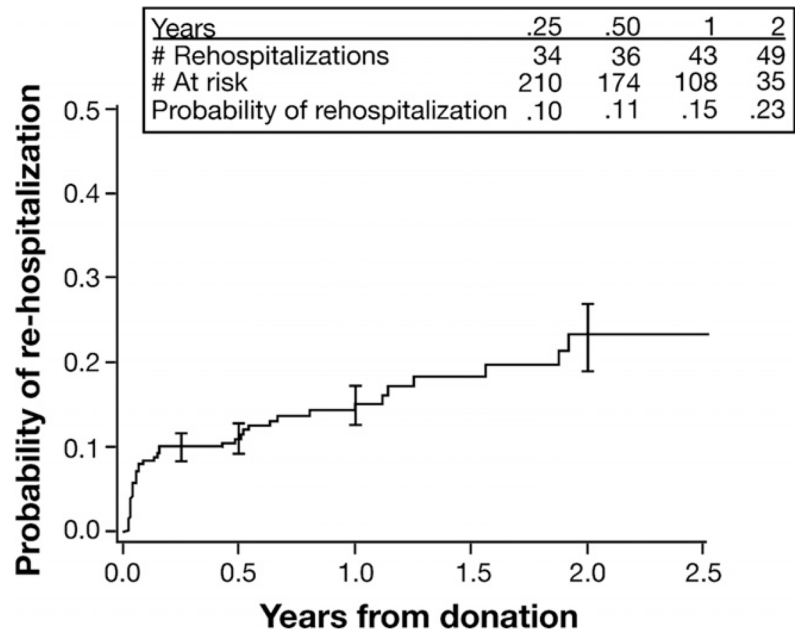 Years .25 .50 1 2
# Rehospitalizations 34 36 43 49
# At risk 210 174 108 35
Probability of rehospitalization .10 .11 .15 .23
Probability of re-hospitalization
0.5
0.4
0.3
0.2
0.1
0.0
0.0 0.5 1.0 1.5 2.0 2.5
Years from donation